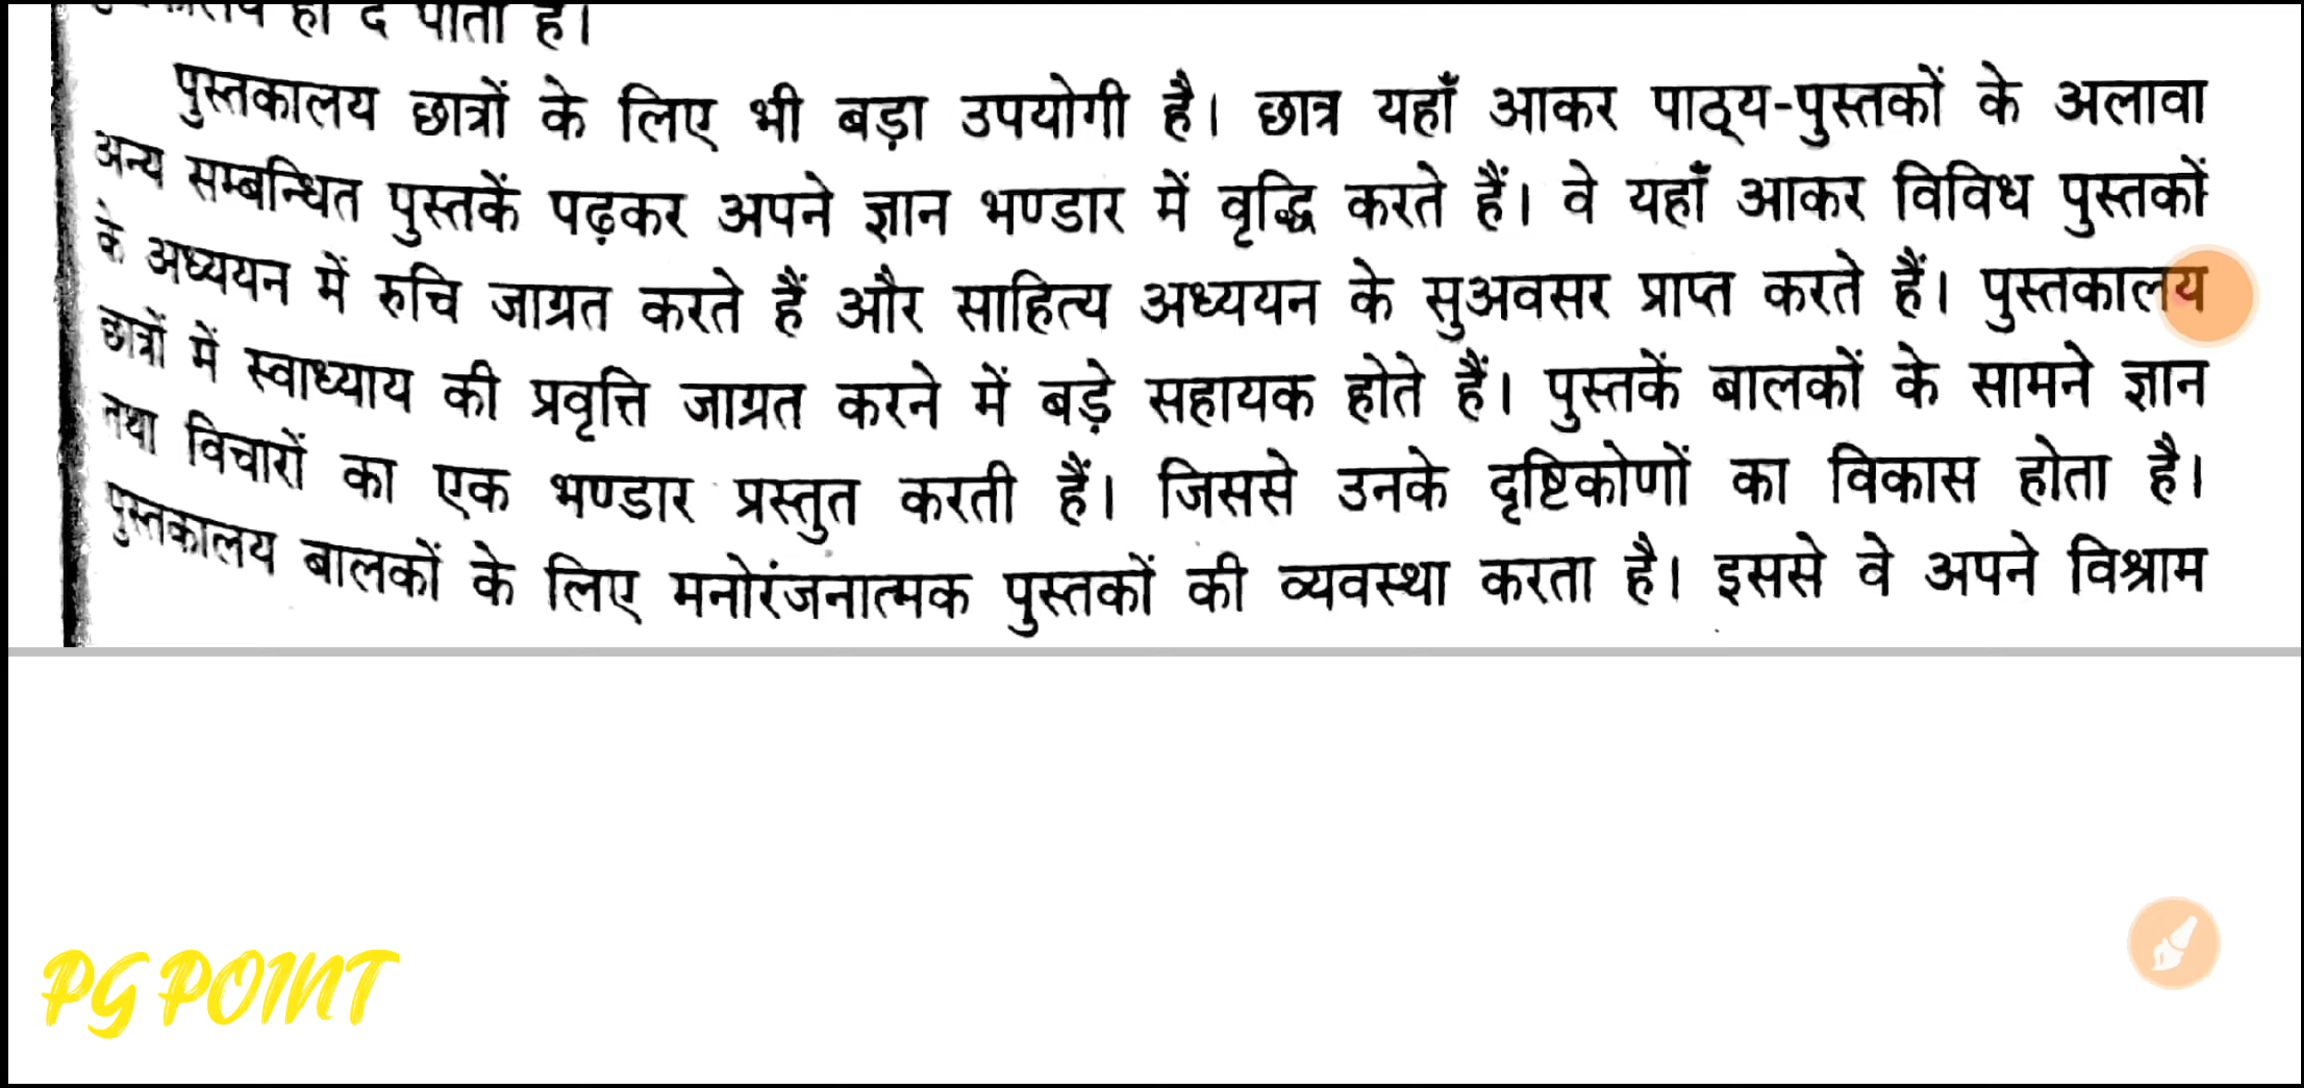 ही दे पाता है।
पुस्तकालय छात्रों के लिए भी बड़ा उपयोगी है। छात्र यहाँ आकर पाठ्य-पुस्तकों के अलावा
अन्य सम्बन्धित पुस्तकें पढ़कर अपने ज्ञान भण्डार में वृद्धि करते हैं। वे यहाँ आकर विविध पुस्तकों
के अध्ययन में रुचि जाग्रत करते हैं और साहित्य अध्ययन के सुअवसर प्राप्त करते हैं। पुस्तकालय
छात्रों में स्वाध्याय की प्रवृत्ति जाग्रत करने में बड़े सहायक होते हैं। पुस्तकें बालकों के सामने ज्ञान
तथा विचारों का एक भण्डार प्रस्तुत करती हैं। जिससे उनके दृष्टिकोणों का विकास होता है।
पुस्तकालय बालकों के लिए मनोरंजनात्मक पुस्तकों की व्यवस्था करता है। इससे वे अपने विश्राम
PG POINT